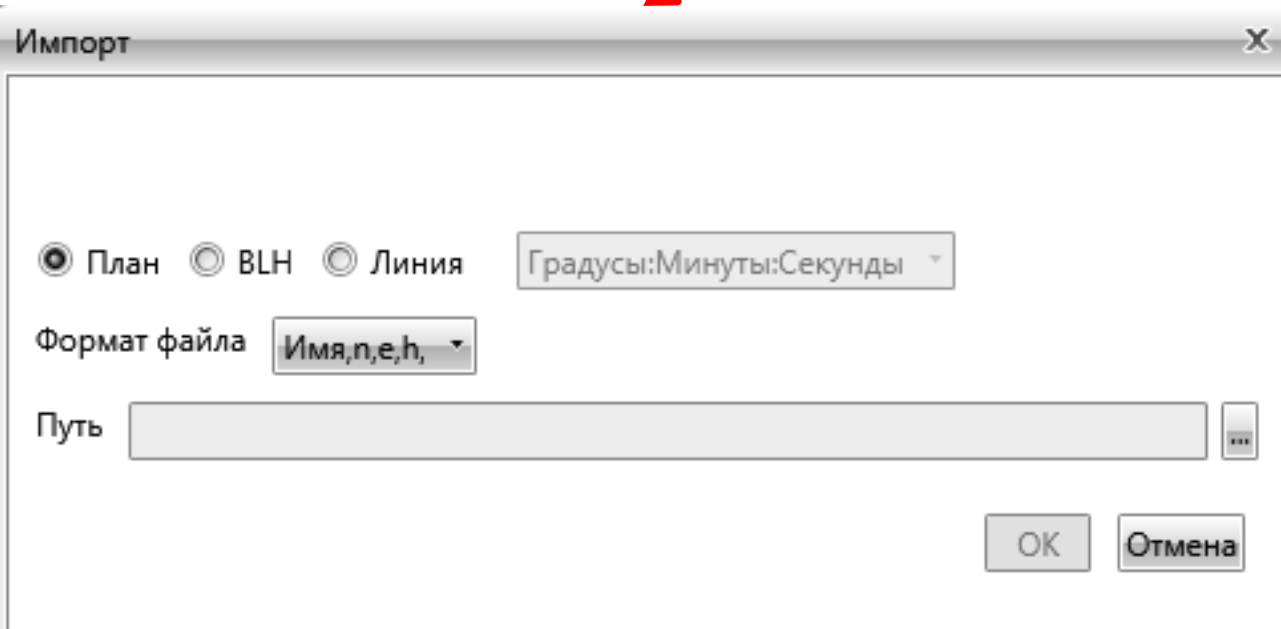 Импорт
План BLH Линия Градусы:Минуты:Секунды
Формат файла Имя,n,e,h,
Путь ...
OK Отмена